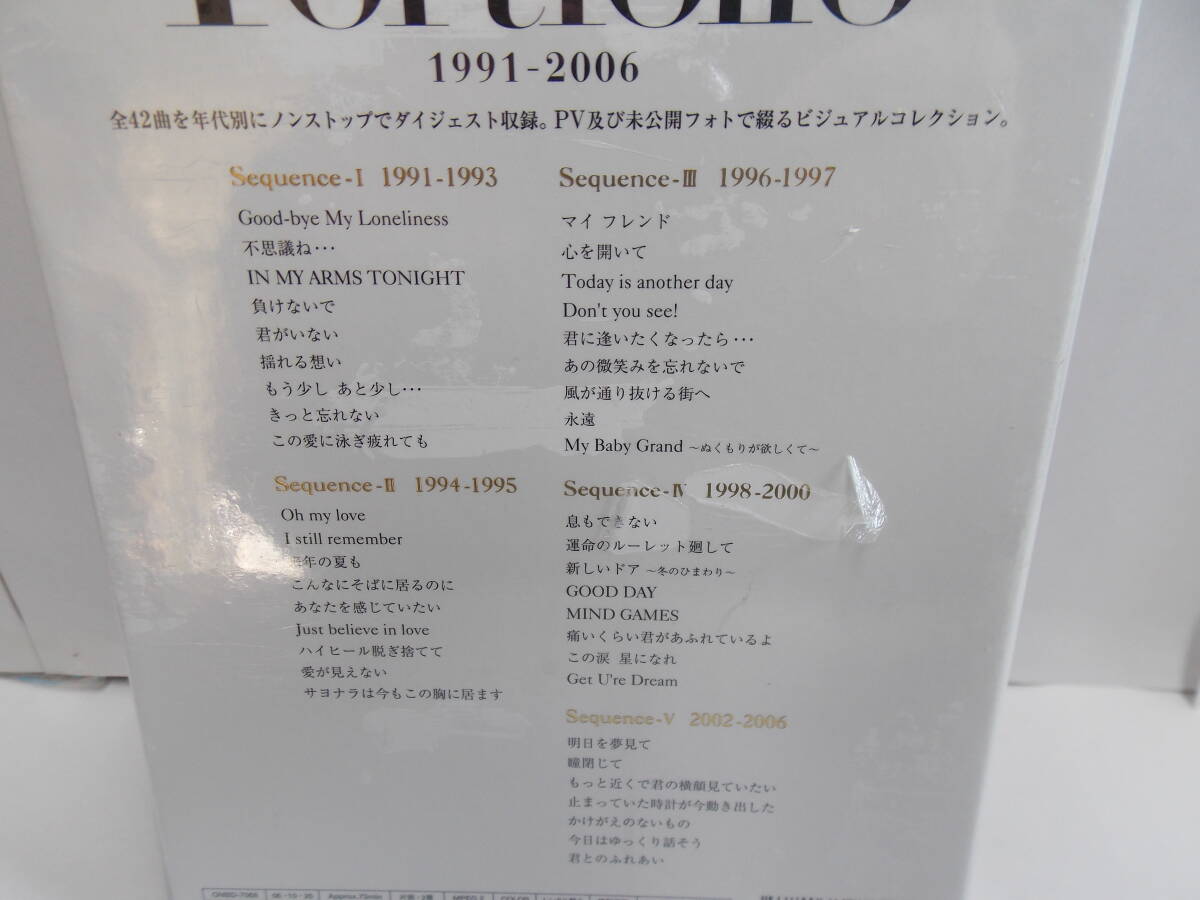 Portfolio
1991-2006
全42曲を年代別にノンストップでダイジェスト収録。PV及び未公開フォトで綴るビジュアルコレクション。
Sequence-I 1991-1993
Good-bye My Loneliness
不思議ね···
IN MY ARMS TONIGHT
負けないで
君がいない
揺れる想い
もう少し あと少し···
きっと忘れない
この愛に泳ぎ疲れても
Sequence-II 1994-1995
Oh my love
I still remember
年の夏も
こんなにそばに居るのに
あなたを感じていたい
Just believe in love
ハイヒール脱ぎ捨てて
愛が見えない
サヨナラは今もこの胸に居ます
Sequence-III 1996-1997
マイ フレンド
心を開いて
Today is another day
Don't you see!
君に逢いたくなったら···
あの微笑みを忘れないで
風が通り抜ける街へ
永遠
My Baby Grand ～ぬくもりが欲しくて～
Sequence-IV 1998-2000
息もできない
運命のルーレット廻して
新しいドア ～冬のひまわり～
GOOD DAY
MIND GAMES
痛いくらい君があふれているよ
この涙 星になれ
Get U're Dream
Sequence-V 2002-2006
明日を夢見て
瞳閉じて
もっと近くで君の横顔見ていたい
止まっていた時計が今動き出した
かけがえのないもの
今日はゆっくり話そう
君とのふれあい